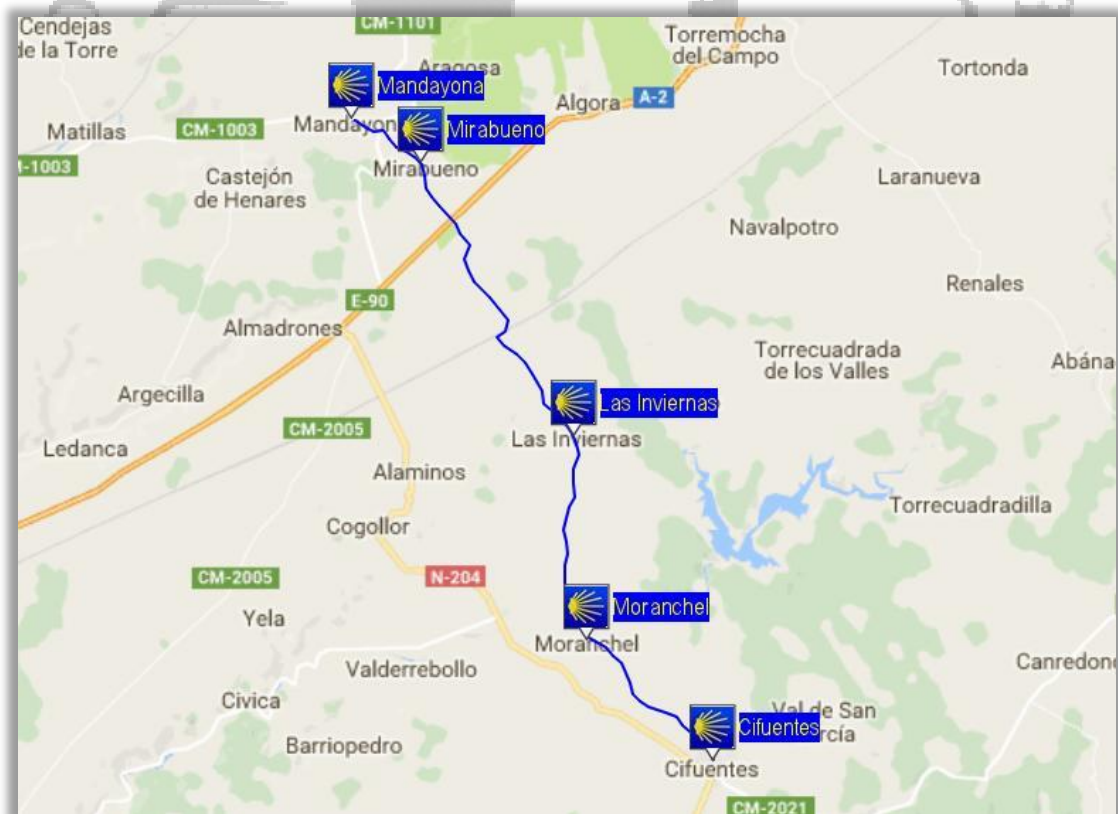 Cendejas
de la Torre
CM-1101
Torremocha
del Campo
Aragosa
Tortonda
Mandayona
Algora
A-2
Matillas
CM-1003
Mandayon
Mirabueno
-1003
Mirabueno
Castejón
de Henares
Laranueva
Navalpotro
Renales
E-90
Almadrones
Torrecuadrada
de los Valles
Abána
Argecilla
Las Inviernas
CM-2005
Las Inviernas
Ledanca
Alaminos
Torrecuadradilla
Cogollor
CM-2005
N-204
Yela
Moranchel
Moranchel
Valderrebollo
Canredon
Civica
Val de San
Cifuentes
rcía
Barriopedro
Cifuentes
CM-2021